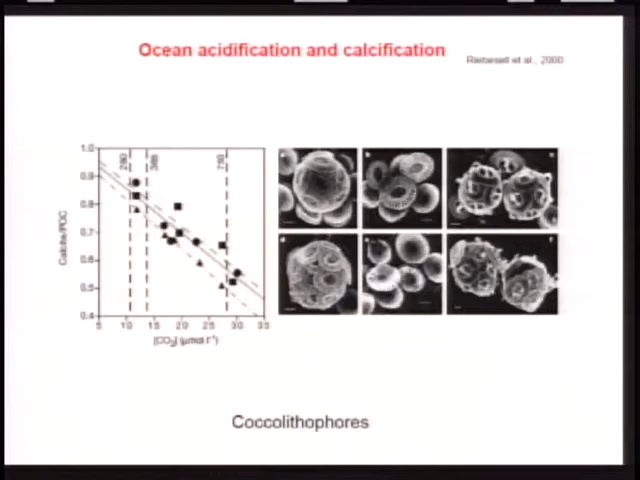 Ocean acidification and calcification
Riebesell et al., 2000
280
365
750
1.0
0.9
0.8
0.7
0.6
0.5
0.4
Calcite/POC
5 10 15 20 25 30 35
[CO2] (μmol l-1)
a b c
d e f
Coccolithophores